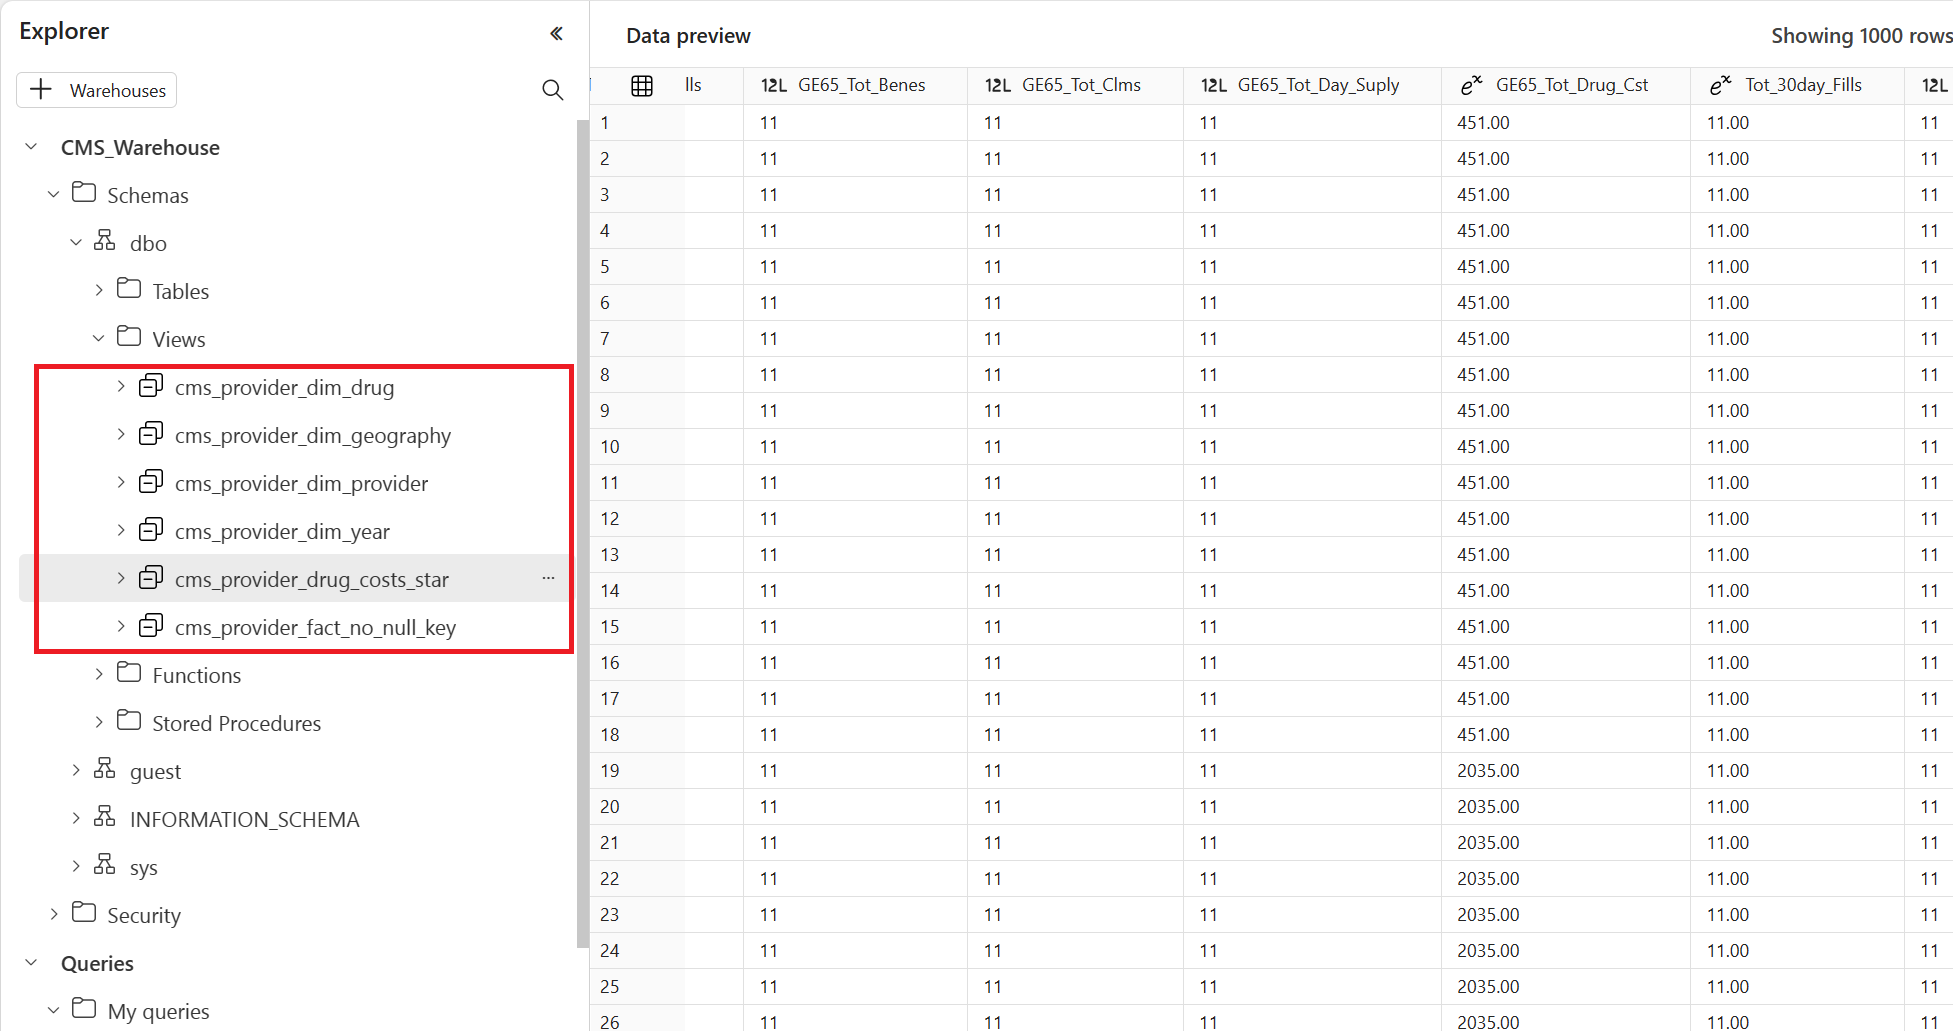 Explorer
Warehouses
CMS_Warehouse
Schemas
dbo
Tables
Views
cms_provider_dim_drug
cms_provider_dim_geography
cms_provider_dim_provider
cms_provider_dim_year
cms_provider_drug_costs_star
cms_provider_fact_no_null_key
Functions
Stored Procedures
guest
INFORMATION_SCHEMA
sys
Security
Queries
My queries
Data preview Showing 1000 rows
lls 12L GE65_Tot_Benes 12L GE65_Tot_Clms 12L GE65_Tot_Day_Suply eˣ GE65_Tot_Drug_Cst eˣ Tot_30day_Fills 12L
1 11 11 11 451.00 11.00 11
2 11 11 11 451.00 11.00 11
3 11 11 11 451.00 11.00 11
4 11 11 11 451.00 11.00 11
5 11 11 11 451.00 11.00 11
6 11 11 11 451.00 11.00 11
7 11 11 11 451.00 11.00 11
8 11 11 11 451.00 11.00 11
9 11 11 11 451.00 11.00 11
10 11 11 11 451.00 11.00 11
11 11 11 11 451.00 11.00 11
12 11 11 11 451.00 11.00 11
13 11 11 11 451.00 11.00 11
14 11 11 11 451.00 11.00 11
15 11 11 11 451.00 11.00 11
16 11 11 11 451.00 11.00 11
17 11 11 11 451.00 11.00 11
18 11 11 11 451.00 11.00 11
19 11 11 11 2035.00 11.00 11
20 11 11 11 2035.00 11.00 11
21 11 11 11 2035.00 11.00 11
22 11 11 11 2035.00 11.00 11
23 11 11 11 2035.00 11.00 11
24 11 11 11 2035.00 11.00 11
25 11 11 11 2035.00 11.00 11
26 11 11 11 2035.00 11.00 11